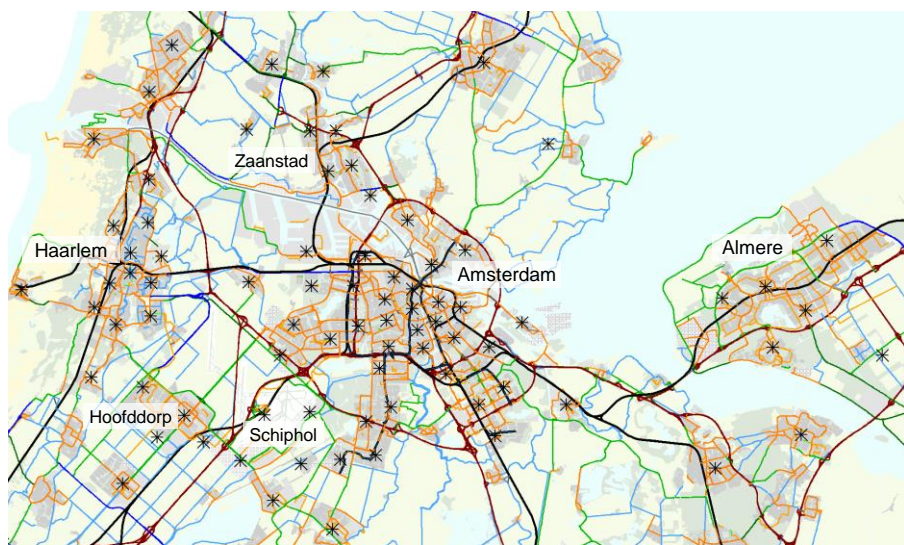 Zaanstad
Haarlem
Amsterdam
Almere
Hoofddorp
Schiphol